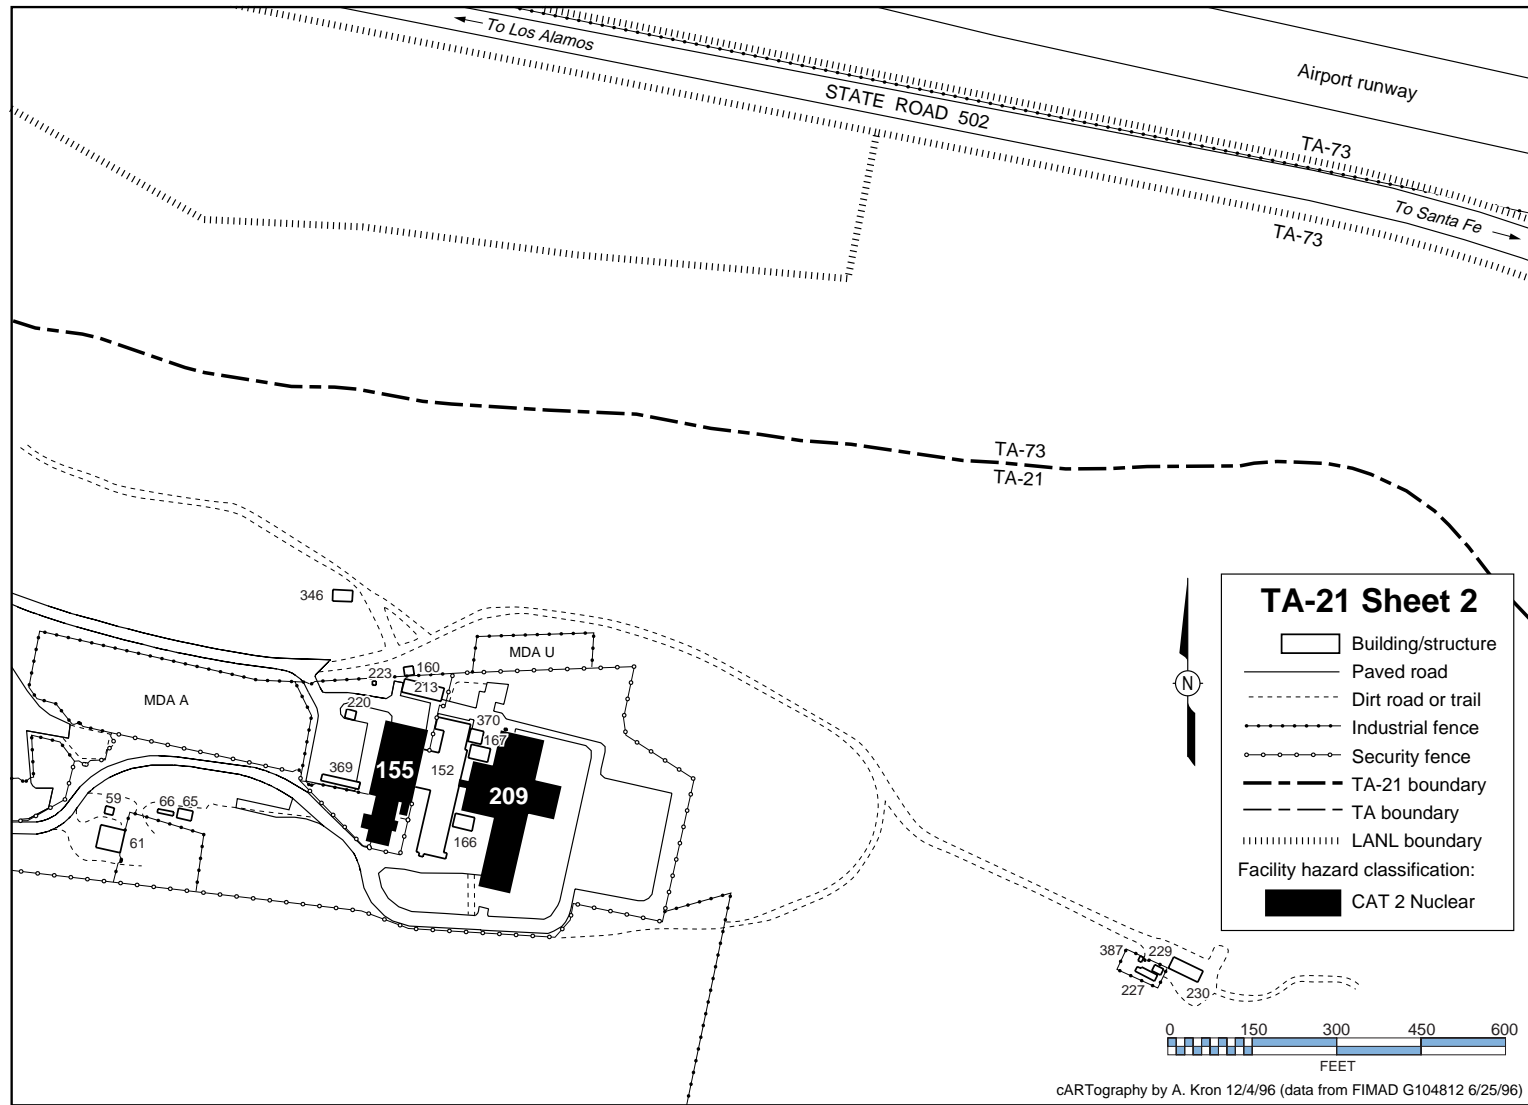 To Los Alamos
STATE ROAD 502
Airport runway
TA-73
To Santa Fe
TA-73
TA-73
TA-21
346
MDA U
223
160
213
MDA A
220
370
167
369
155
152
209
59
66
65
61
166
TA-21 Sheet 2
Building/structure
Paved road
Dirt road or trail
Industrial fence
Security fence
TA-21 boundary
TA boundary
LANL boundary
Facility hazard classification:
CAT 2 Nuclear
N
387
229
227
230
0 150 300 450 600
FEET
cARTography by A. Kron 12/4/96 (data from FIMAD G104812 6/25/96)